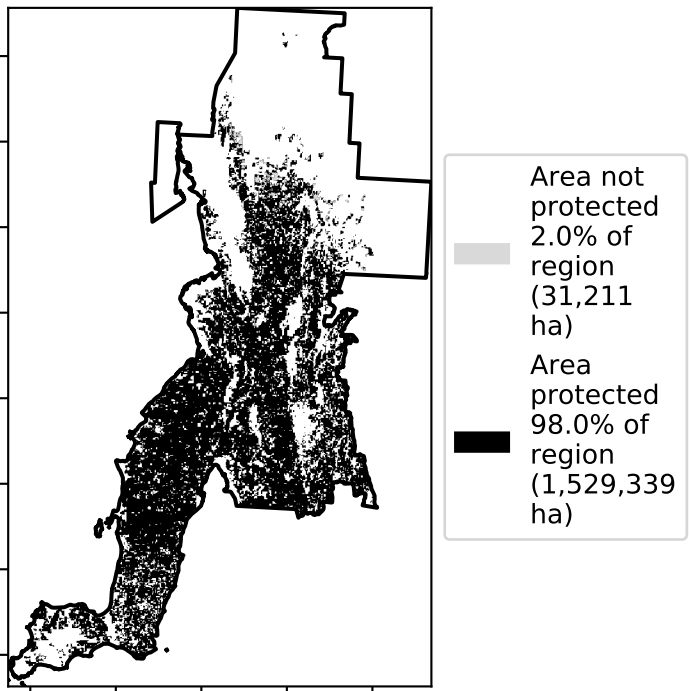 Area not
protected
2.0% of
region
(31,211
ha)
Area
protected
98.0% of
region
(1,529,339
ha)